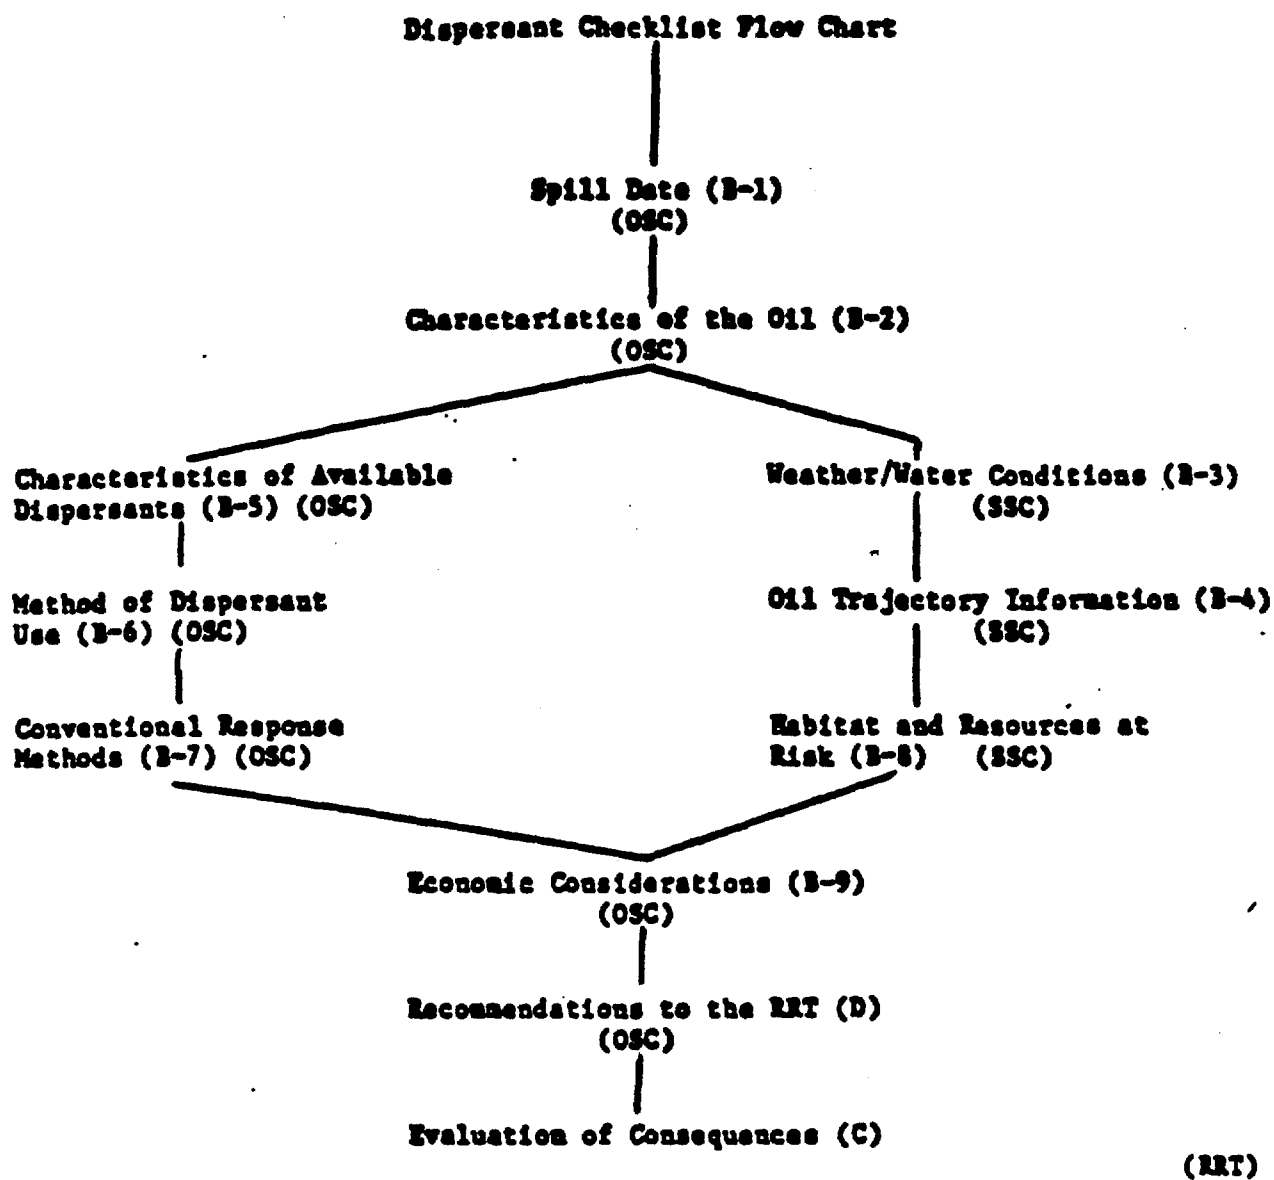 Dispersant Checklist Flow Chart
Spill Date (B-1)
(OSC)
Characteristics of the Oil (B-2)
(OSC)
Characteristics of Available
Dispersants (B-5) (OSC)
Method of Dispersant
Use (B-6) (OSC)
Conventional Response
Methods (B-7) (OSC)
Weather/Water Conditions (B-3)
(SSC)
Oil Trajectory Information (B-4)
(SSC)
Habitat and Resources at
Risk (B-8) (SSC)
Economic Considerations (B-9)
(OSC)
Recommendations to the RRT (D)
(OSC)
Evaluation of Consequences (C)
(RRT)